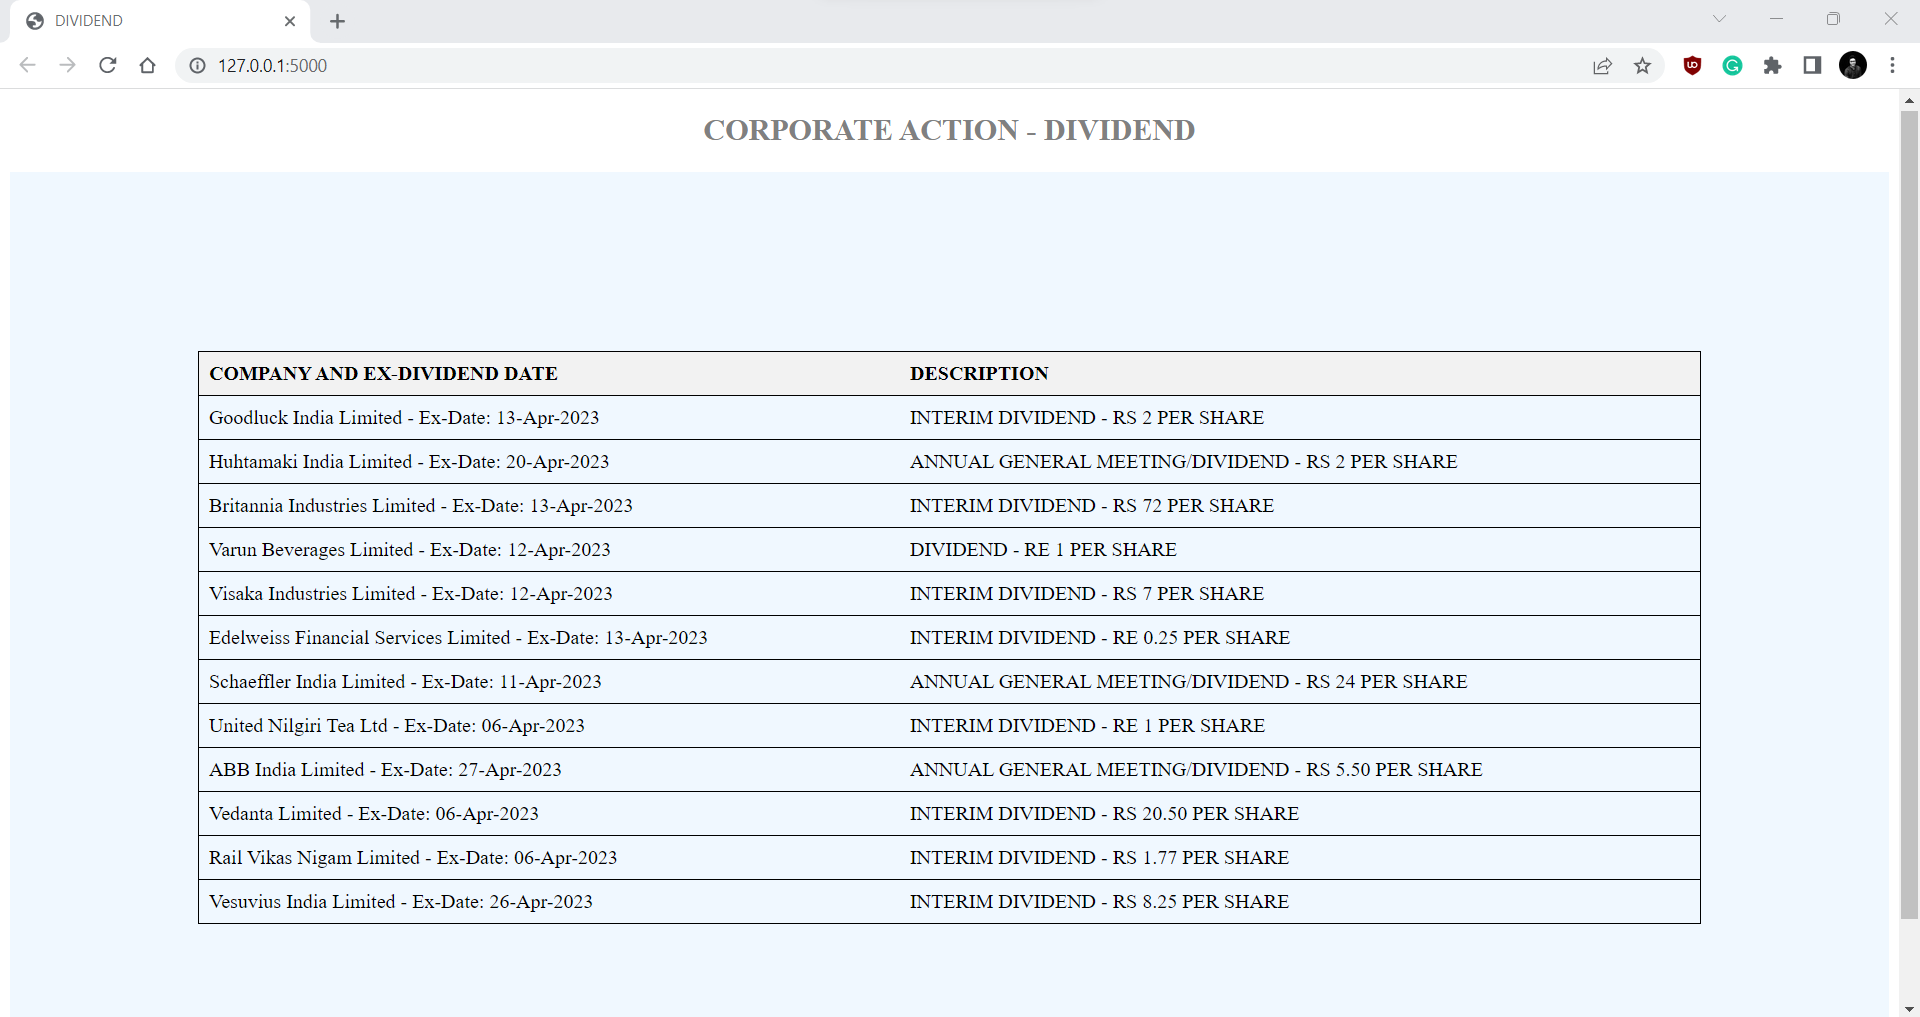 DIVIDEND
127.0.0.1:5000
CORPORATE ACTION - DIVIDEND
COMPANY AND EX-DIVIDEND DATE DESCRIPTION
Goodluck India Limited - Ex-Date: 13-Apr-2023 INTERIM DIVIDEND - RS 2 PER SHARE
Huhtamaki India Limited - Ex-Date: 20-Apr-2023 ANNUAL GENERAL MEETING/DIVIDEND - RS 2 PER SHARE
Britannia Industries Limited - Ex-Date: 13-Apr-2023 INTERIM DIVIDEND - RS 72 PER SHARE
Varun Beverages Limited - Ex-Date: 12-Apr-2023 DIVIDEND - RE 1 PER SHARE
Visaka Industries Limited - Ex-Date: 12-Apr-2023 INTERIM DIVIDEND - RS 7 PER SHARE
Edelweiss Financial Services Limited - Ex-Date: 13-Apr-2023 INTERIM DIVIDEND - RE 0.25 PER SHARE
Schaeffler India Limited - Ex-Date: 11-Apr-2023 ANNUAL GENERAL MEETING/DIVIDEND - RS 24 PER SHARE
United Nilgiri Tea Ltd - Ex-Date: 06-Apr-2023 INTERIM DIVIDEND - RE 1 PER SHARE
ABB India Limited - Ex-Date: 27-Apr-2023 ANNUAL GENERAL MEETING/DIVIDEND - RS 5.50 PER SHARE
Vedanta Limited - Ex-Date: 06-Apr-2023 INTERIM DIVIDEND - RS 20.50 PER SHARE
Rail Vikas Nigam Limited - Ex-Date: 06-Apr-2023 INTERIM DIVIDEND - RS 1.77 PER SHARE
Vesuvius India Limited - Ex-Date: 26-Apr-2023 INTERIM DIVIDEND - RS 8.25 PER SHARE